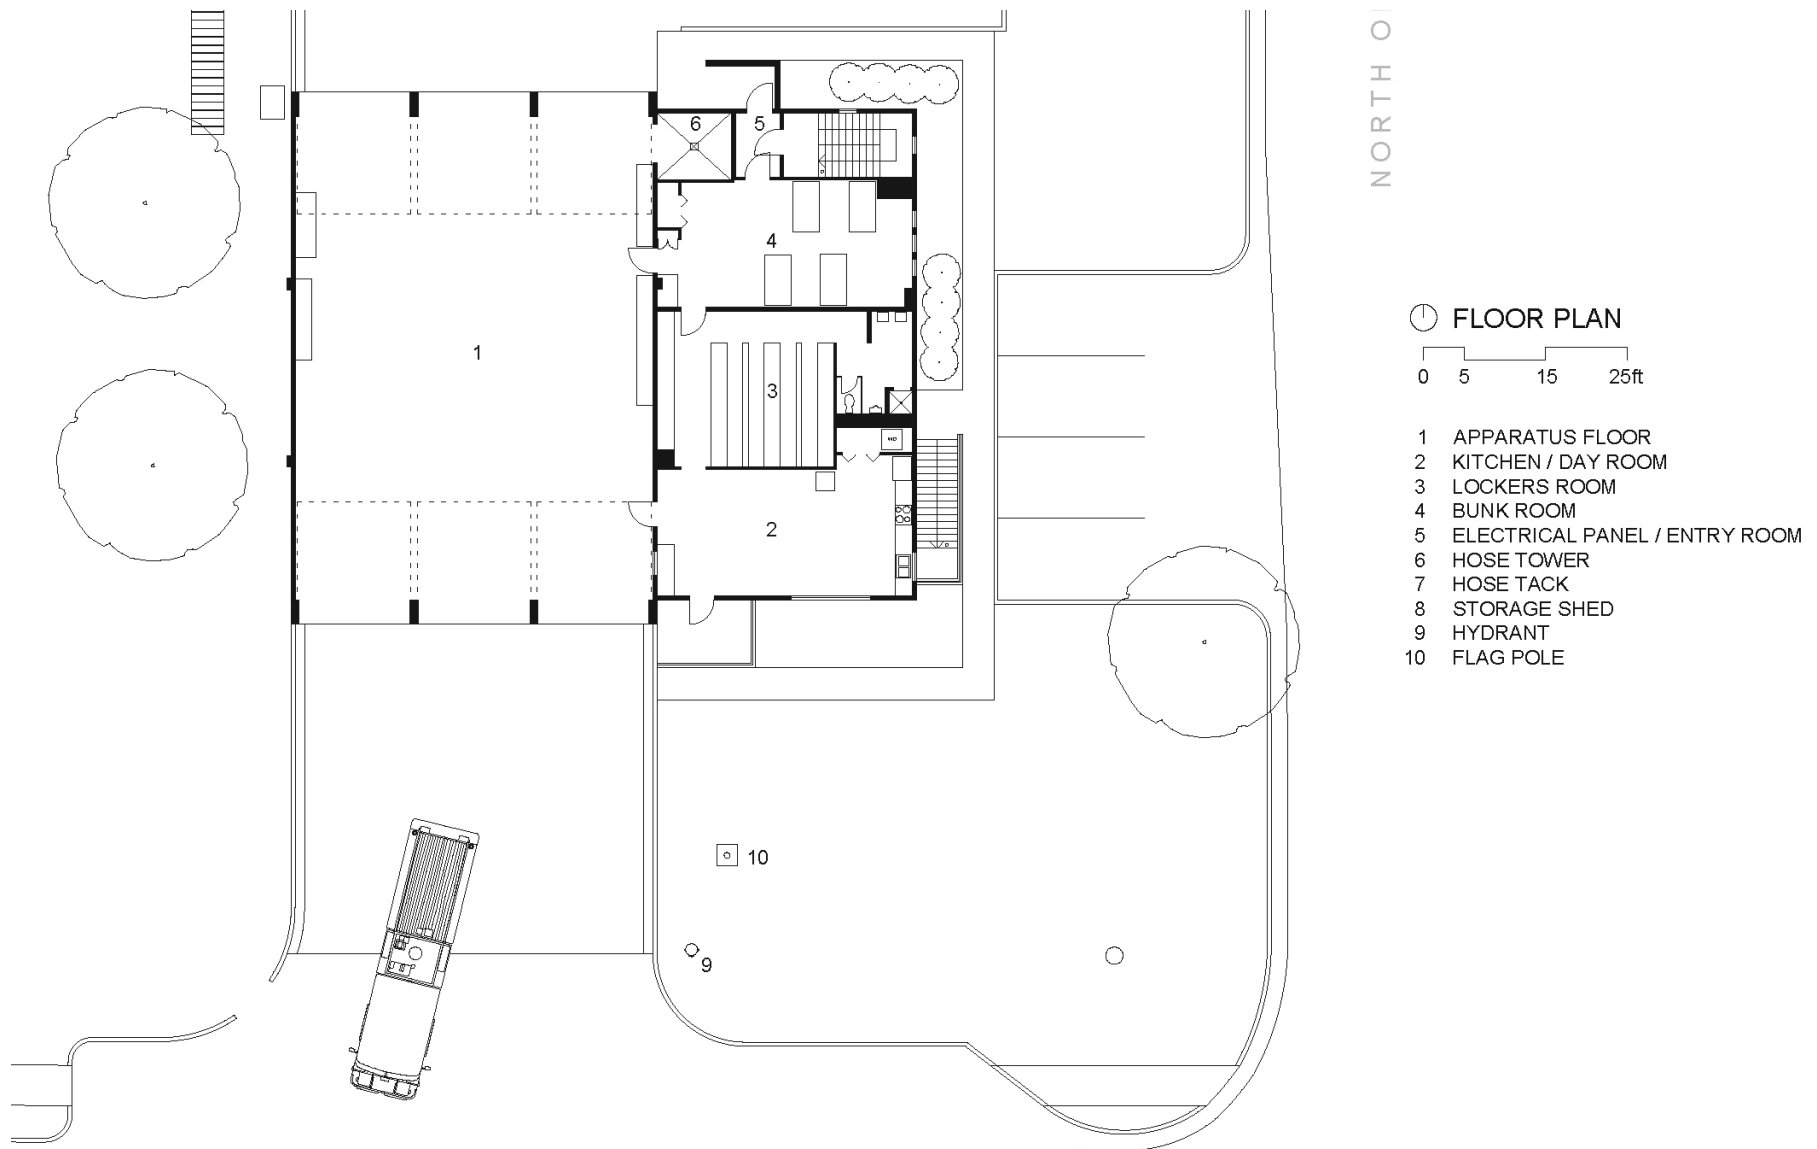 NORTH O
6
5
4
1
3
2
10
9
FLOOR PLAN
0 5 15 25ft
1 APPARATUS FLOOR
2 KITCHEN / DAY ROOM
3 LOCKERS ROOM
4 BUNK ROOM
5 ELECTRICAL PANEL / ENTRY ROOM
6 HOSE TOWER
7 HOSE TACK
8 STORAGE SHED
9 HYDRANT
10 FLAG POLE